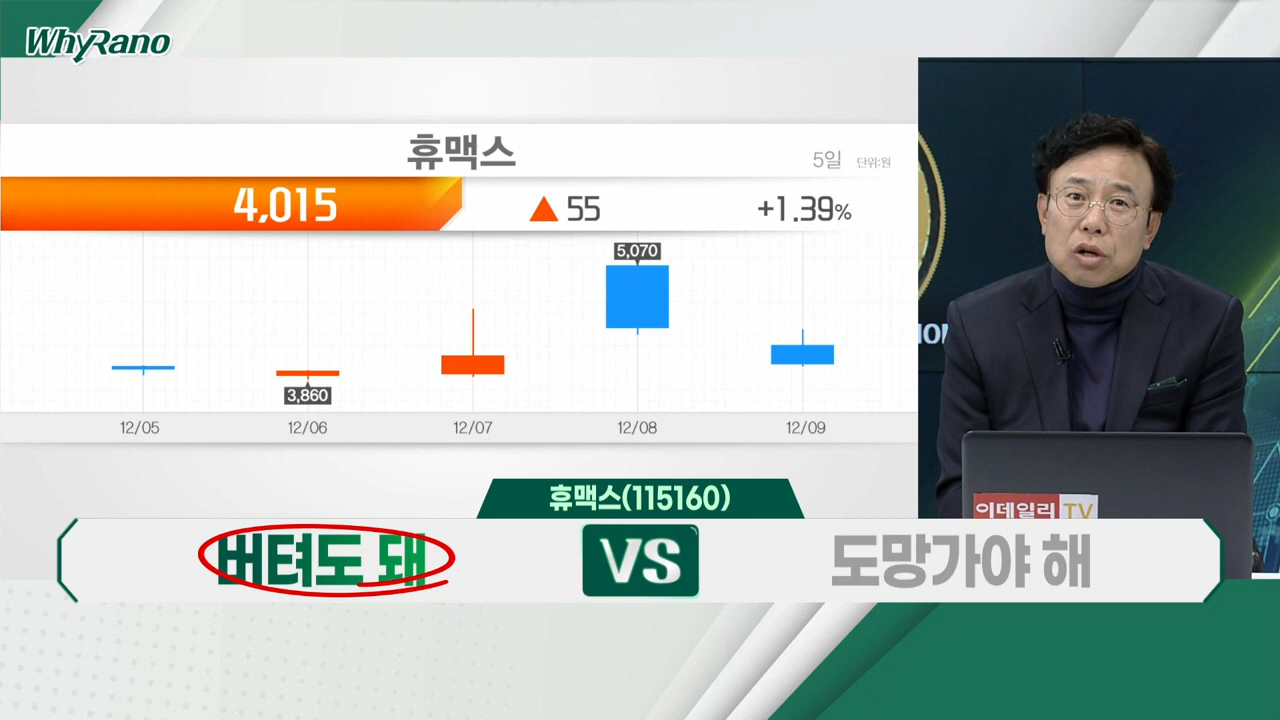 WhyRano
휴맥스
5일 단위:원
4,015 ▲ 55 +1.39%
5,070
3,860
12/05 12/06 12/07 12/08 12/09
이데일리 TV
휴맥스(115160)
버텨도 돼 VS 도망가야 해